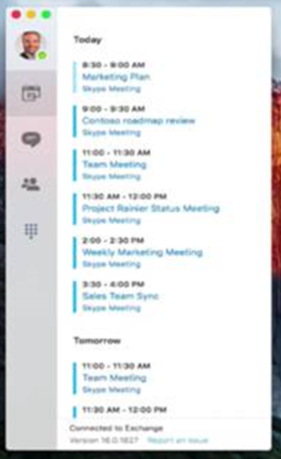 Today
8:30 - 9:00 AM
Marketing Plan
Skype Meeting
9:00 - 9:30 AM
Contoso roadmap review
Skype Meeting
11:00 - 11:30 AM
Team Meeting
Skype Meeting
11:30 AM - 12:00 PM
Project Rainier Status Meeting
Skype Meeting
2:00 - 2:30 PM
Weekly Marketing Meeting
Skype Meeting
3:30 - 4:00 PM
Sales Team Sync
Skype Meeting
Tomorrow
11:00 - 11:30 AM
Team Meeting
Skype Meeting
11:30 AM - 12:00 PM
Connected to Exchange
Version 16.0.1827 Report an issue